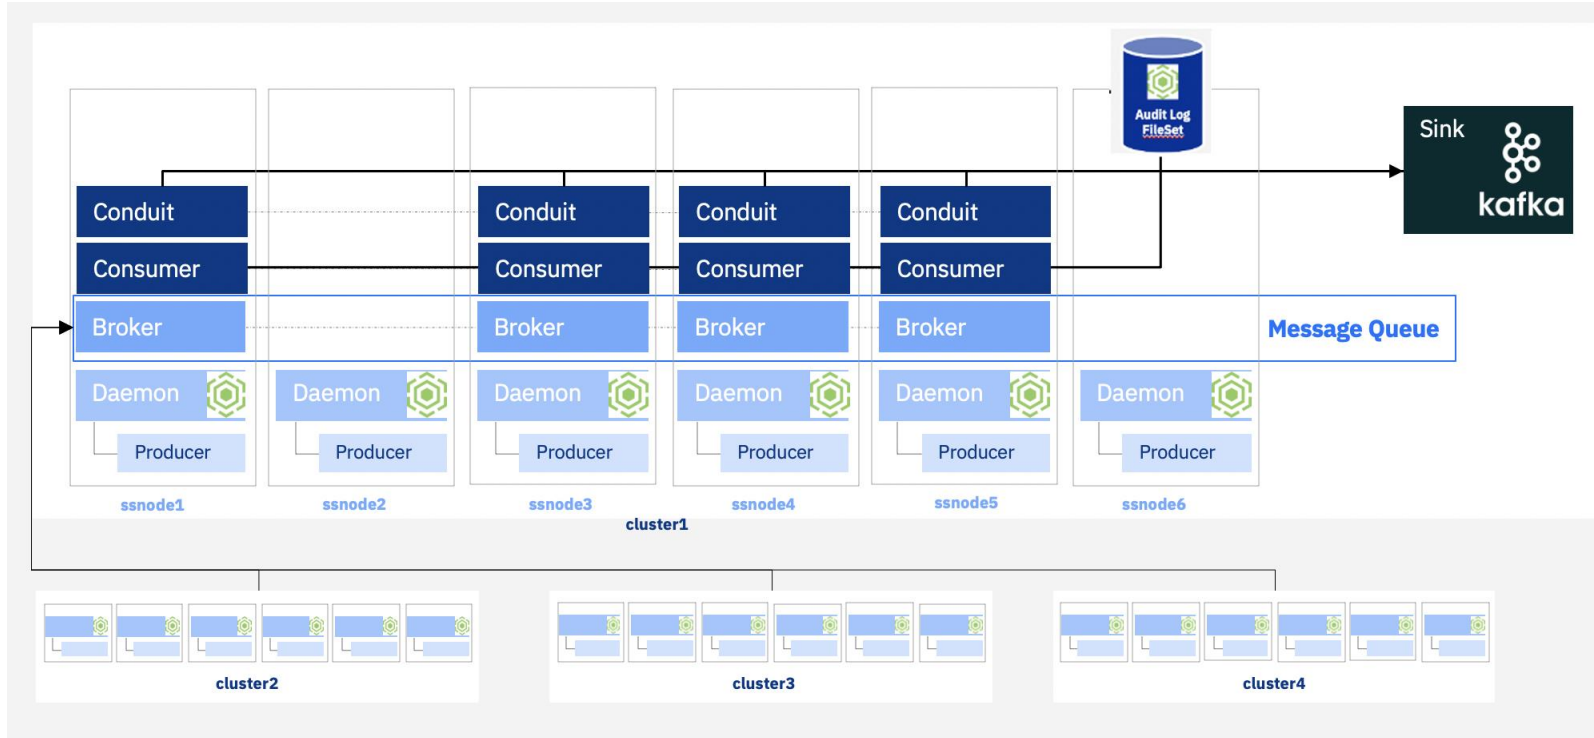 Audit Log
FileSet
Sink
kafka
Conduit
Conduit
Conduit
Conduit
Consumer
Consumer
Consumer
Consumer
Broker
Broker
Broker
Broker
Message Queue
Daemon
Daemon
Daemon
Daemon
Daemon
Daemon
Producer
Producer
Producer
Producer
Producer
Producer
ssnode1
ssnode2
ssnode3
ssnode4
ssnode5
ssnode6
cluster1
cluster2
cluster3
cluster4